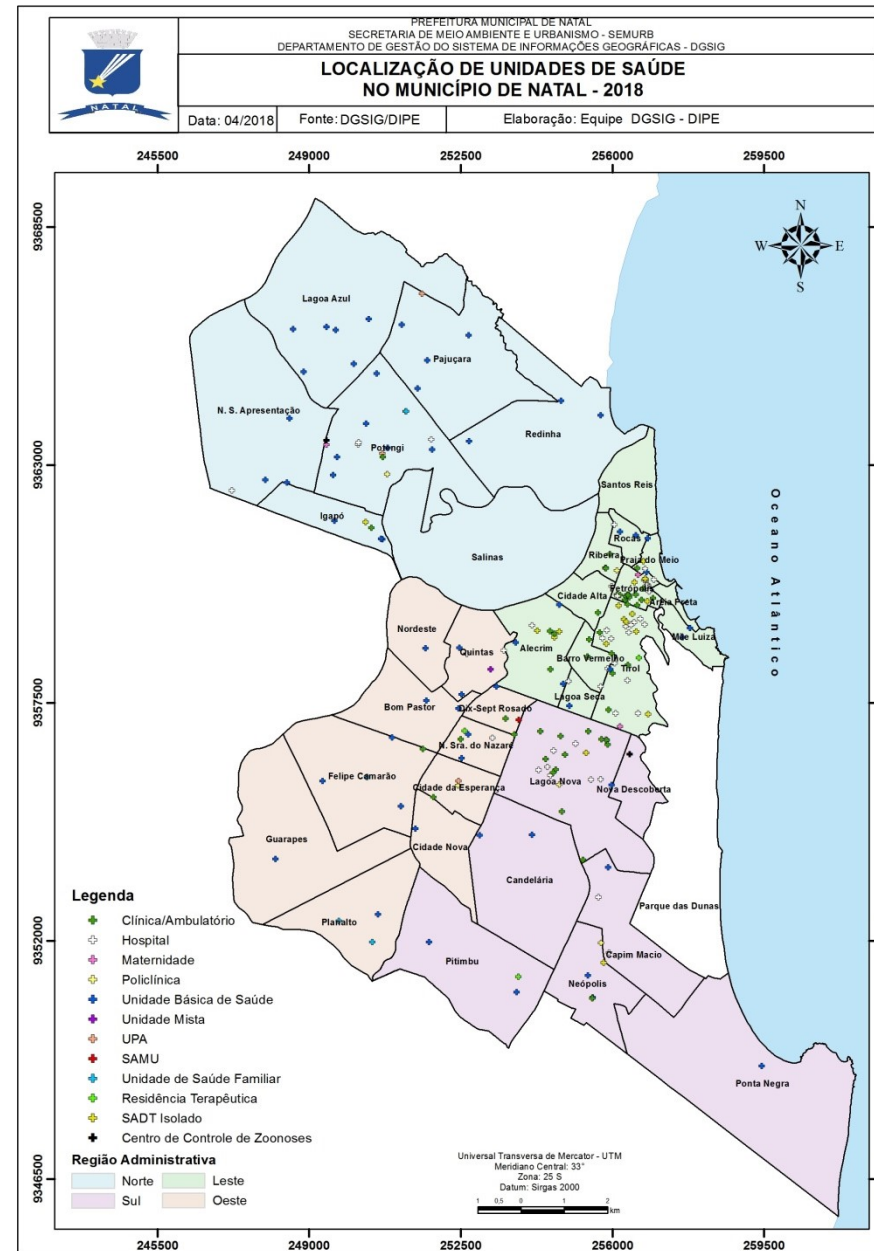 PREFEITURA MUNICIPAL DE NATAL
SECRETARIA DE MEIO AMBIENTE E URBANISMO - SEMURB
DEPARTAMENTO DE GESTÃO DO SISTEMA DE INFORMAÇÕES GEOGRÁFICAS - DGSIG
LOCALIZAÇÃO DE UNIDADES DE SAÚDE
NO MUNICÍPIO DE NATAL - 2018
NATAL
Data: 04/2018
Fonte: DGSIG/DIPE
Elaboração: Equipe DGSIG - DIPE
245500 249000 252500 256000 259500
9368500
9363000
9357500
9352000
9346500
N
W E
S
Lagoa Azul
Pajuçara
N. S. Apresentação
Redinha
Potengi
Santos Reis
Igapó
Salinas
Rocas
Ribeira
Praia do Meio
Petrópolis
Cidade Alta
Areia Preta
Mãe Luiza
Nordeste
Quintas
Alecrim
Barro Vermelho
Tirol
Lagoa Seca
Bom Pastor
Dix-Sept Rosado
N. Sra. do Nazaré
Felipe Camarão
Cidade da Esperança
Lagoa Nova
Nova Descoberta
Guarapes
Cidade Nova
Candelária
Parque das Dunas
Planalto
Pitimbu
Capim Macio
Neópolis
Ponta Negra
Oceano Atlântico
Legenda
Clínica/Ambulatório
Hospital
Maternidade
Policlínica
Unidade Básica de Saúde
Unidade Mista
UPA
SAMU
Unidade de Saúde Familiar
Residência Terapêutica
SADT Isolado
Centro de Controle de Zoonoses
Região Administrativa
Norte Leste
Sul Oeste
Universal Transversa de Mercator - UTM
Meridiano Central: 33°
Zona: 25 S
Datum: Sirgas 2000
1 0,5 0 1 2
km
245500 249000 252500 256000 259500